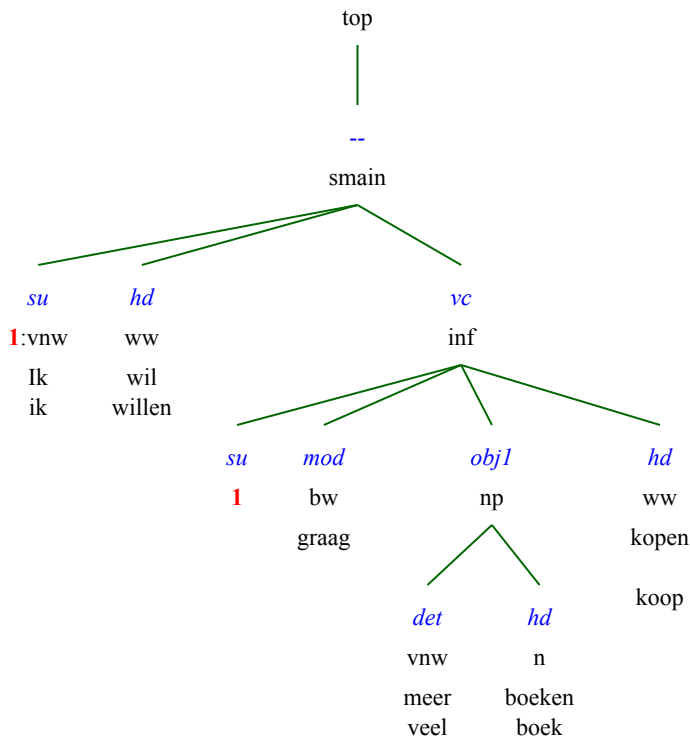 top
--
smain
su hd vc
1:vnw ww inf
Ik wil
ik willen
su mod obj1 hd
1 bw np ww
graag kopen
koop
det hd
vnw n
meer boeken
veel boek